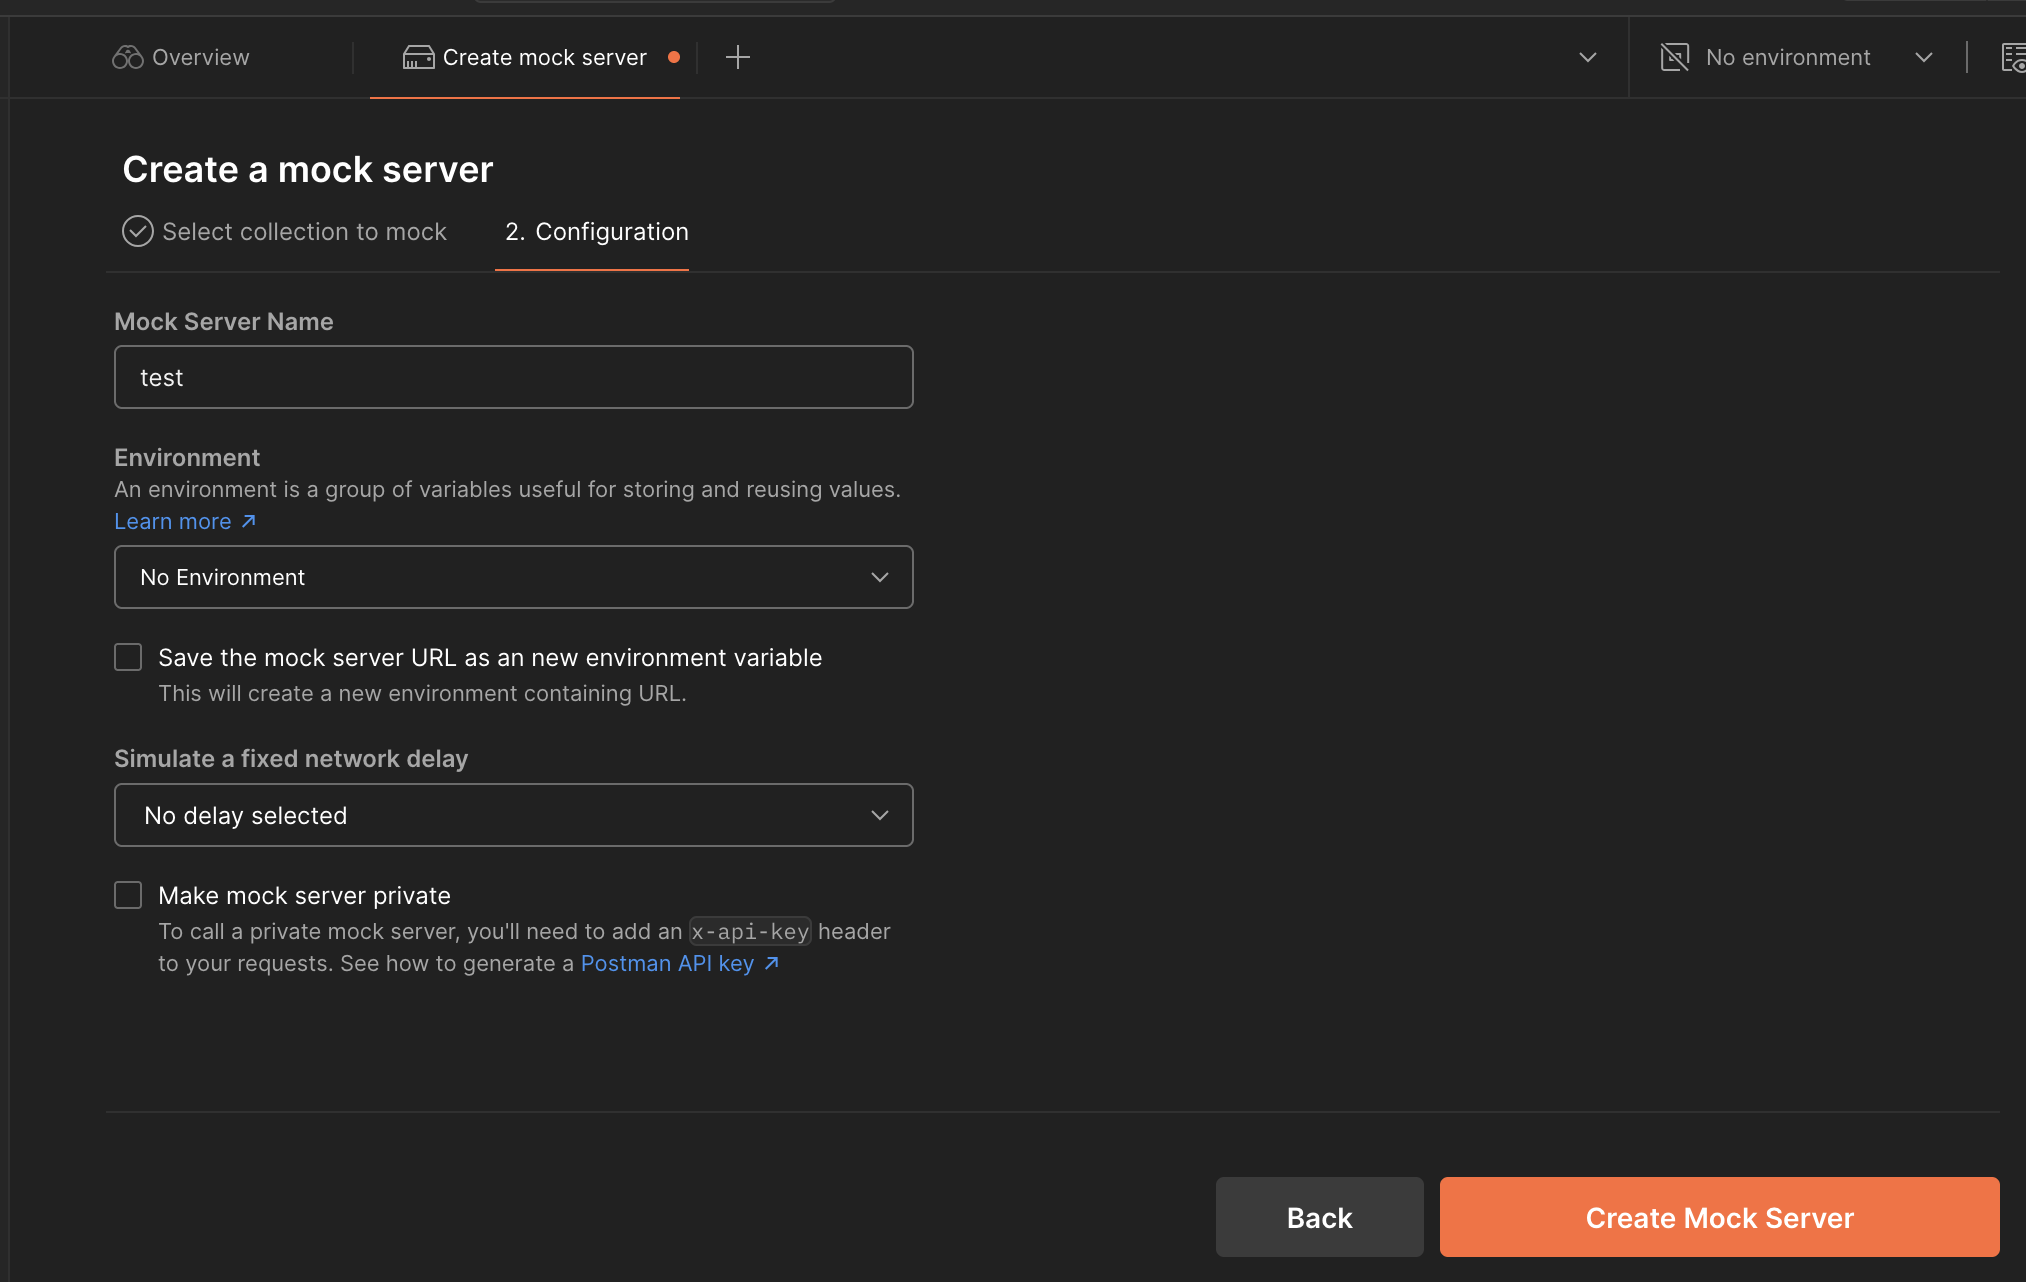 Overview
Create mock server
No environment
Create a mock server
Select collection to mock
2. Configuration
Mock Server Name
test
Environment
An environment is a group of variables useful for storing and reusing values.
Learn more ↗
No Environment
Save the mock server URL as an new environment variable
This will create a new environment containing URL.
Simulate a fixed network delay
No delay selected
Make mock server private
To call a private mock server, you'll need to add an x-api-key header
to your requests. See how to generate a Postman API key ↗
Back
Create Mock Server